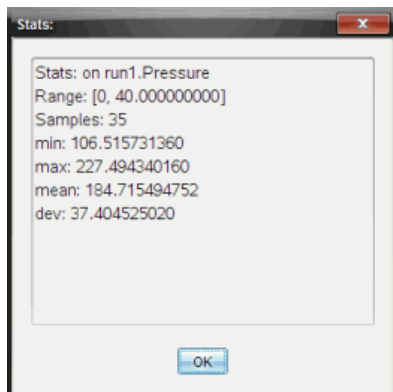 Stats:
Stats: on run1.Pressure
Range: [0, 40.000000000]
Samples: 35
min: 106.515731360
max: 227.494340160
mean: 184.715494752
dev: 37.404525020
OK